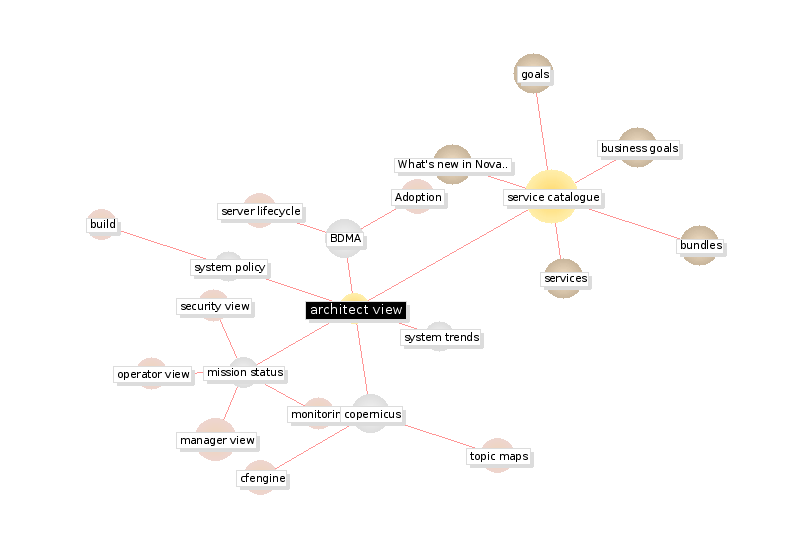 goals
business goals
What's new in Nova..
Adoption
service catalogue
server lifecycle
build
BDMA
bundles
system policy
services
security view
architect view
system trends
operator view
mission status
copernicus
manager view
topic maps
cfengine